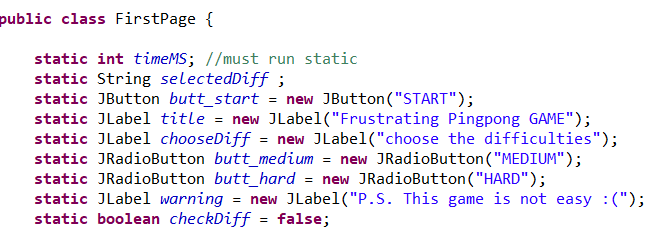 public class FirstPage {
static int timeMS; //must run static
static String selectedDiff ;
static JButton butt_start = new JButton("START");
static JLabel title = new JLabel("Frustrating Pingpong GAME");
static JLabel chooseDiff = new JLabel("choose the difficulties");
static JRadioButton butt_medium = new JRadioButton("MEDIUM");
static JRadioButton butt_hard = new JRadioButton("HARD");
static JLabel warning = new JLabel("P.S. This game is not easy :(");
static boolean checkDiff = false;